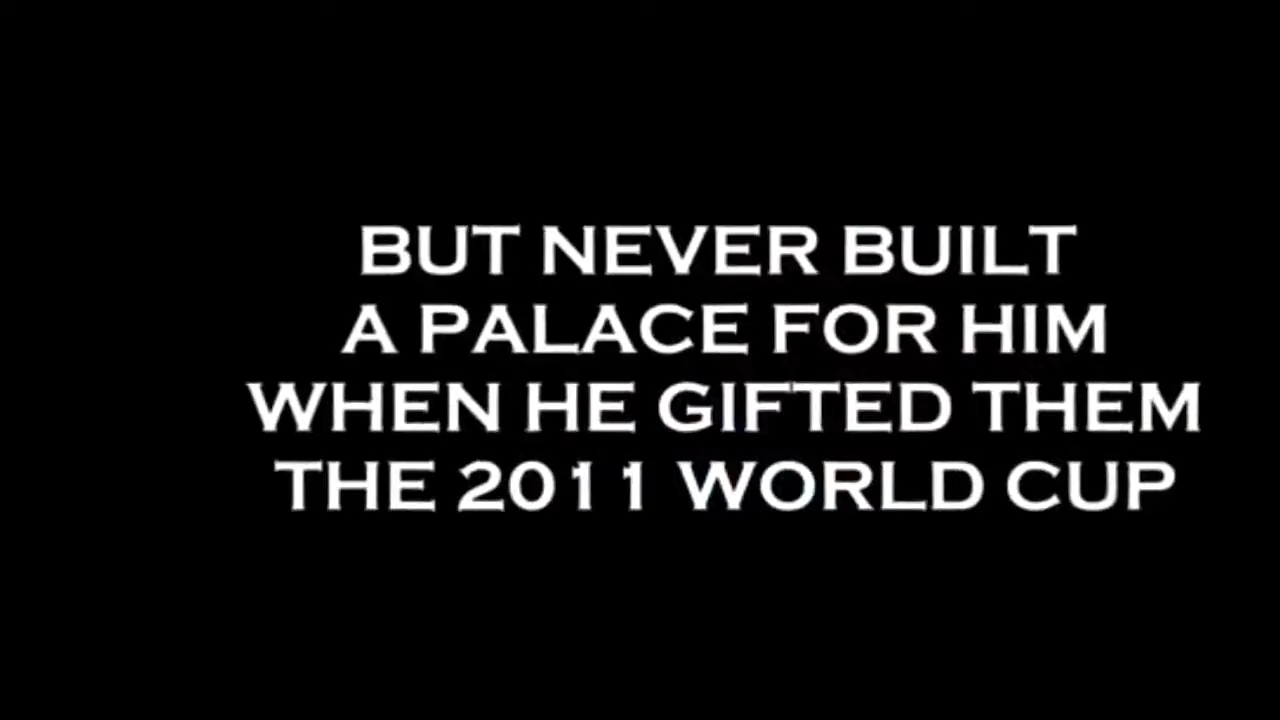 BUT NEVER BUILT
A PALACE FOR HIM
WHEN HE GIFTED THEM
THE 2011 WORLD CUP